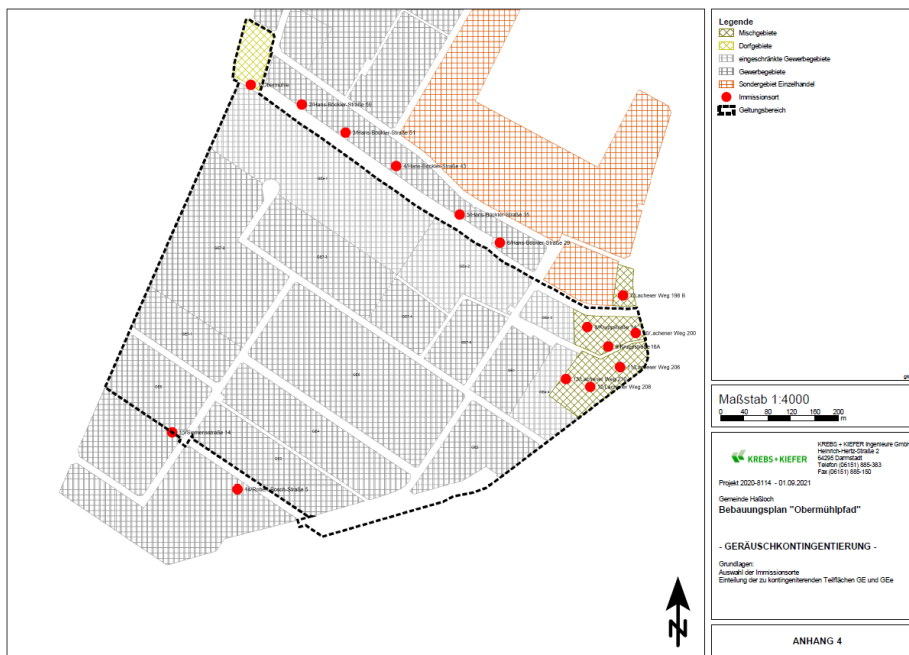 Obermühle
2/Hans-Böckler-Straße 59
3/Hans-Böckler-Straße 51
4/Hans-Böckler-Straße 43
5/Hans-Böckler-straße 35
6/Hans-Böckler-Straße 29
Lachener Weg 198 B
Lachener Weg 200
Lachener Weg 206
Lachener Weg 208
Siemensstraße 14
N
Legende
Mischgebiete
Dorfgebiete
eingeschränkte Gewerbegebiete
Gewerbegebiete
Sondergebiet Einzelhandel
Immissionsort
Geltungsbereich
Maßstab 1:4000
0 40 80 120 160 200
m
KREBS+KIEFER
KREBS + KIEFER Ingenieure GmbH
Heinrich-Hertz-Straße 2
64295 Darmstadt
Telefon (06151) 885-383
Fax (06151) 885-150
Projekt 2020-8114 - 01.09.2021
Gemeinde Haßloch
Bebauungsplan "Obermühlpfad"
- GERÄUSCHKONTINGENTIERUNG -
Grundlagen:
Auswahl der Immissionsorte
Einteilung der zu kontingentierenden Teilflächen GE und GEe
ANHANG 4